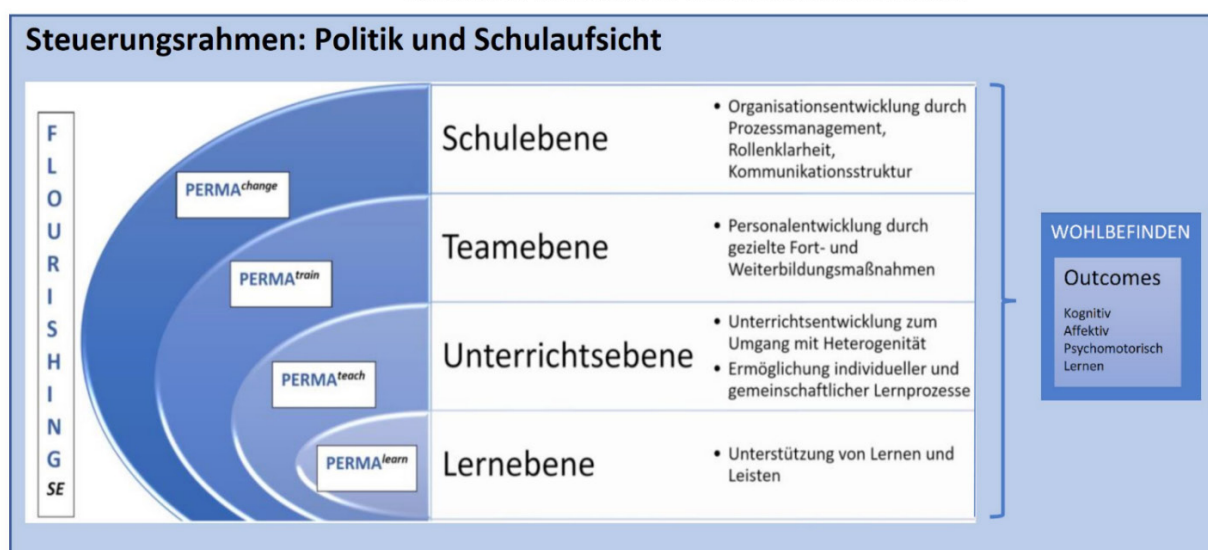 Steuerungsrahmen: Politik und Schulaufsicht
F
L
O
U
R
I
S
H
I
N
G
SE
PERMAchange
Schulebene
• Organisationsentwicklung durch
Prozessmanagement,
Rollenklarheit,
Kommunikationsstruktur
PERMAtrain
Teamebene
• Personalentwicklung durch
gezielte Fort- und
Weiterbildungsmaßnahmen
PERMAteach
Unterrichtsebene
• Unterrichtsentwicklung zum
Umgang mit Heterogenität
• Ermöglichung individueller und
gemeinschaftlicher Lernprozesse
PERMAlearn
Lernebene
• Unterstützung von Lernen und
Leisten
WOHLBEFINDEN
Outcomes
Kognitiv
Affektiv
Psychomotorisch
Lernen